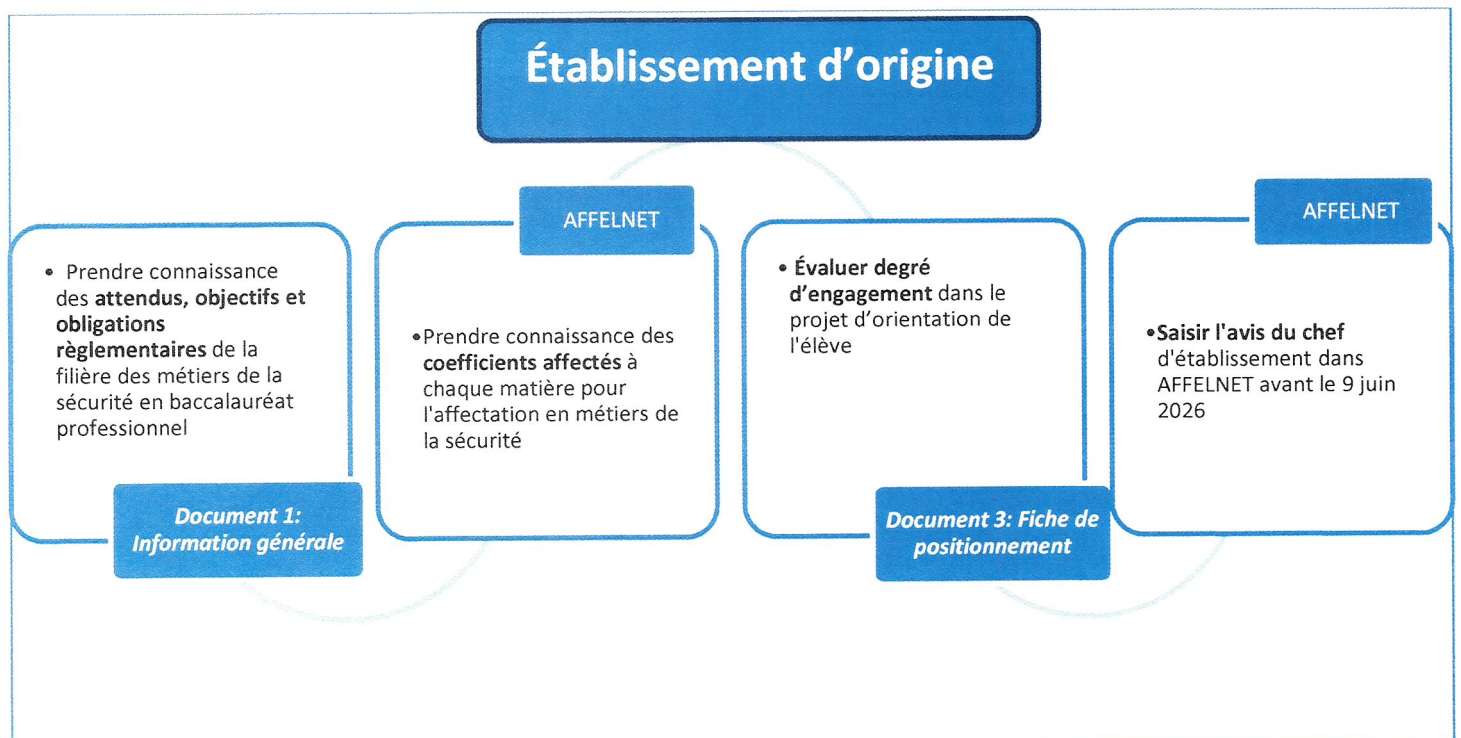 Établissement d'origine
• Prendre connaissance
des attendus, objectifs et
obligations
règlementaires de la
filière des métiers de la
sécurité en baccalauréat
professionnel
Document 1:
Information générale
AFFELNET
•Prendre connaissance des
coefficients affectés à
chaque matière pour
l'affectation en métiers de
la sécurité
• Évaluer degré
d'engagement dans le
projet d'orientation de
l'élève
Document 3: Fiche de
positionnement
AFFELNET
•Saisir l'avis du chef
d'établissement dans
AFFELNET avant le 9 juin
2026